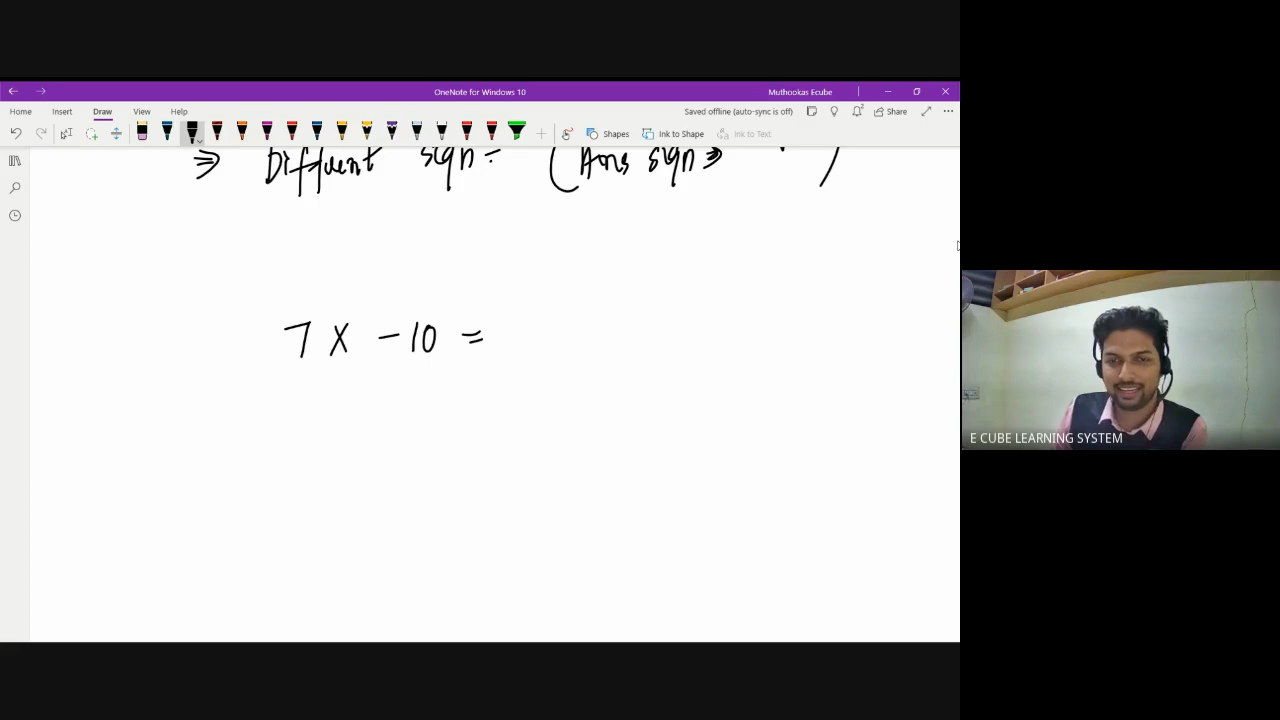 OneNote for Windows 10
Muthookas Ecube
Home Insert Draw View Help
Saved offline (auto-sync is off)
Share
Shapes Ink to Shape Ink to Text
⇒ Different sign ÷ (Ans sign ⇒ )
7 X -10 =
E CUBE LEARNING SYSTEM